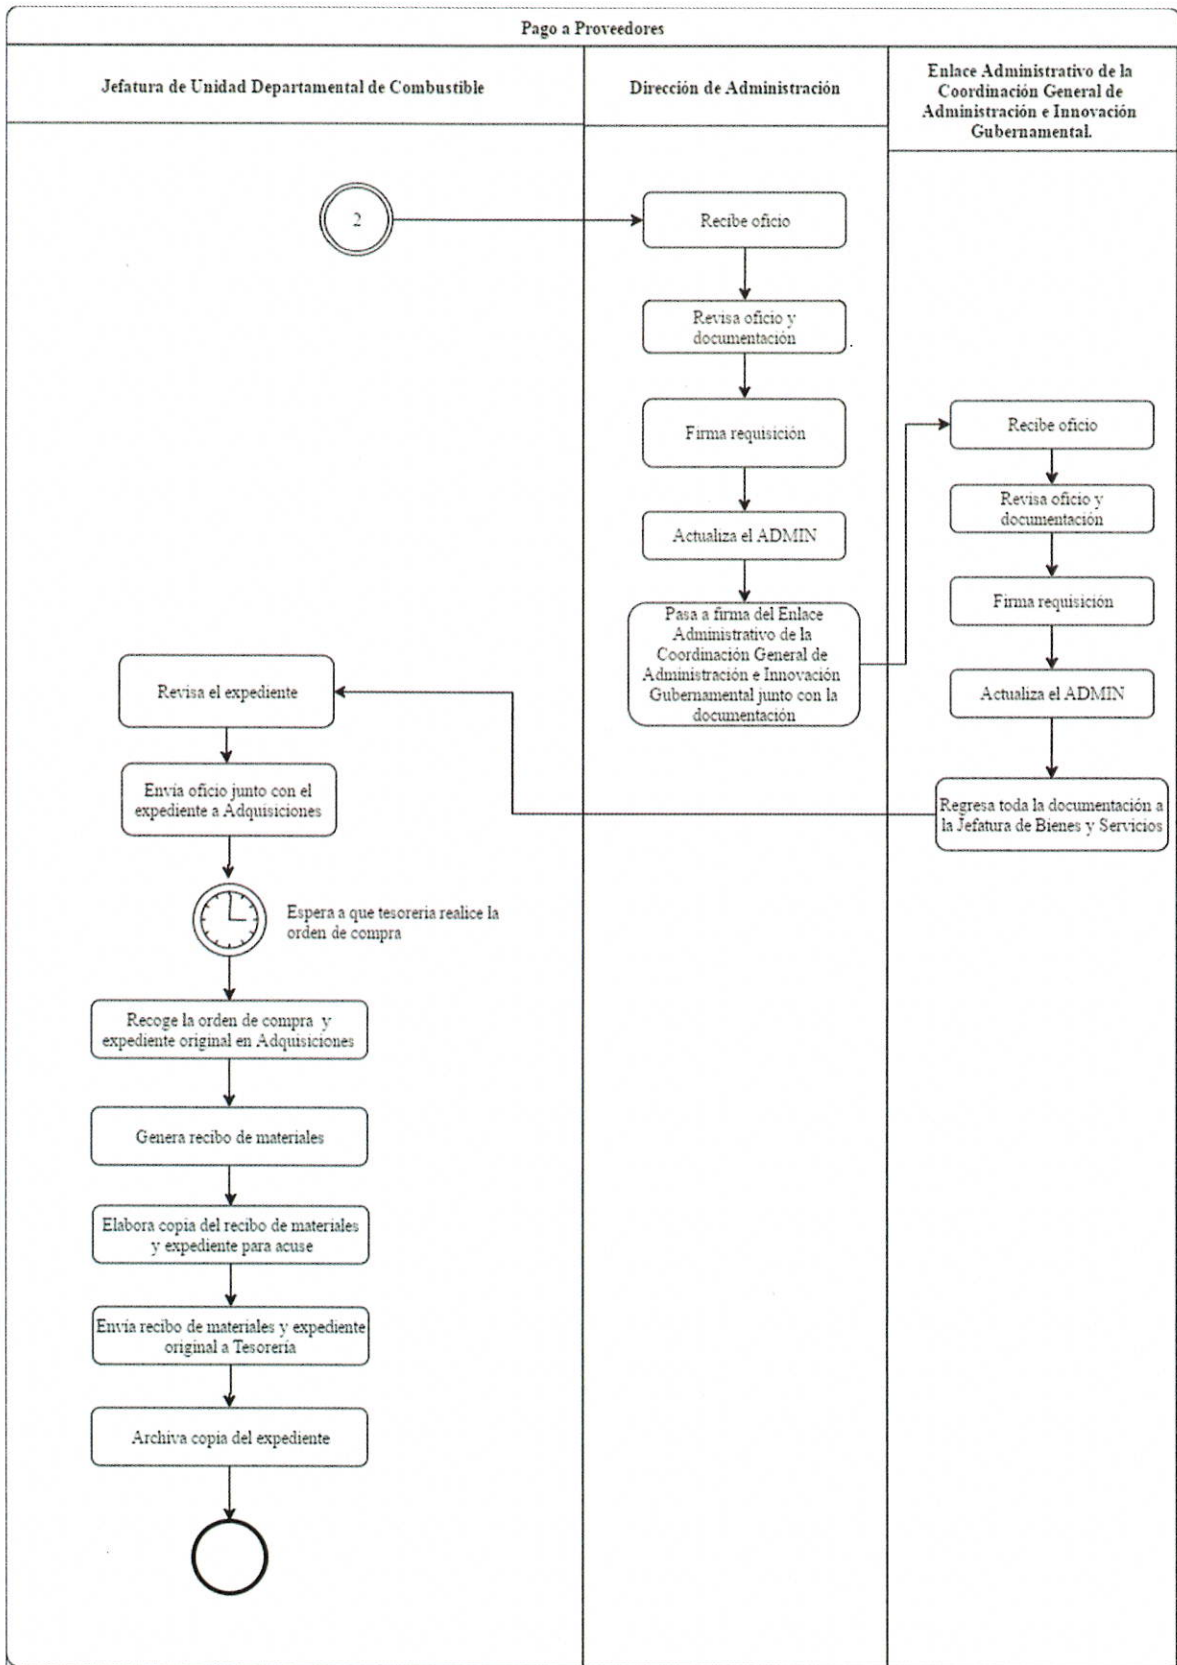 Pago a Proveedores
Jefatura de Unidad Departamental de Combustible
Dirección de Administración
Enlace Administrativo de la
Coordinación General de
Administración e Innovación
Gubernamental.
2
Recibe oficio
Revisa oficio y
documentación
Firma requisición
Actualiza el ADMIN
Pasa a firma del Enlace
Administrativo de la
Coordinación General de
Administración e Innovación
Gubernamental junto con la
documentación
Recibe oficio
Revisa oficio y
documentación
Firma requisición
Actualiza el ADMIN
Regresa toda la documentación a
la Jefatura de Bienes y Servicios
Revisa el expediente
Envía oficio junto con el
expediente a Adquisiciones
Espera a que tesoreria realice la
orden de compra
Recoge la orden de compra y
expediente original en Adquisiciones
Genera recibo de materiales
Elabora copia del recibo de materiales
y expediente para acuse
Envía recibo de materiales y expediente
original a Tesorería
Archiva copia del expediente